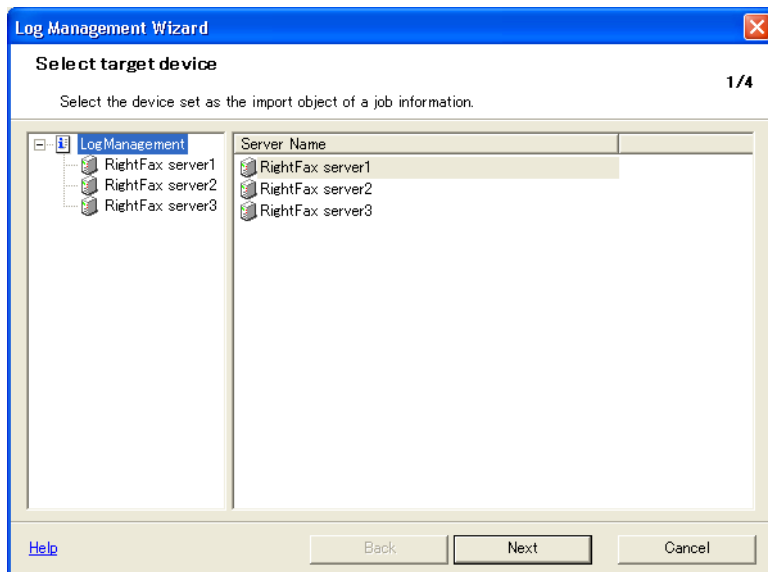 Log Management Wizard
Select target device
1/4
Select the device set as the import object of a job information.
LogManagement
RightFax server1
RightFax server2
RightFax server3
Server Name
RightFax server1
RightFax server2
RightFax server3
Help
Back
Next
Cancel